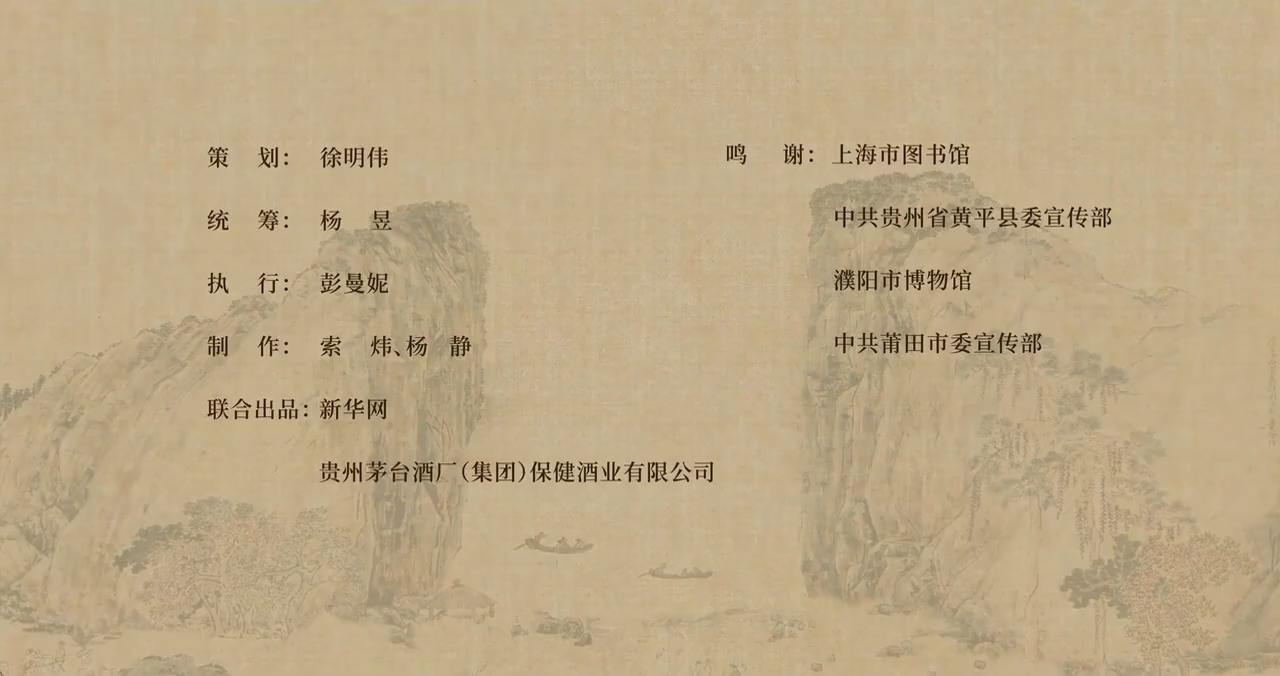 策 划：徐明伟
统 筹：杨 昱
执 行：彭曼妮
制 作：索 炜、杨 静
联合出品：新华网
贵州茅台酒厂（集团）保健酒业有限公司
鸣 谢：上海市图书馆
中共贵州省黄平县委宣传部
濮阳市博物馆
中共莆田市委宣传部